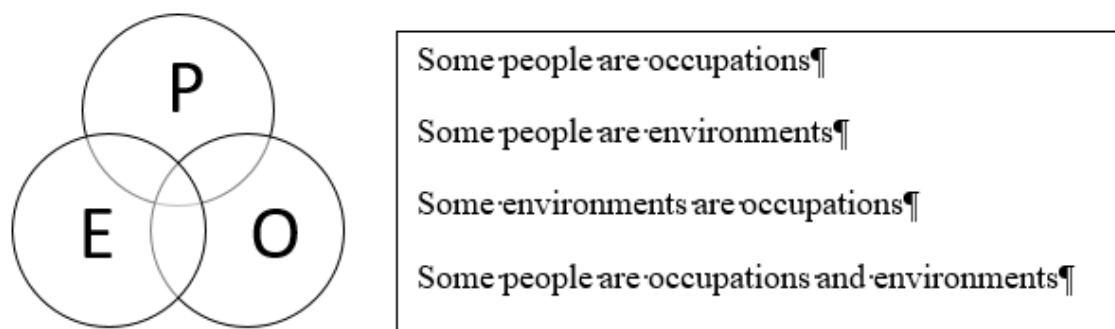 P
E O
Some people are occupations¶
Some people are environments¶
Some environments are occupations¶
Some people are occupations and environments¶